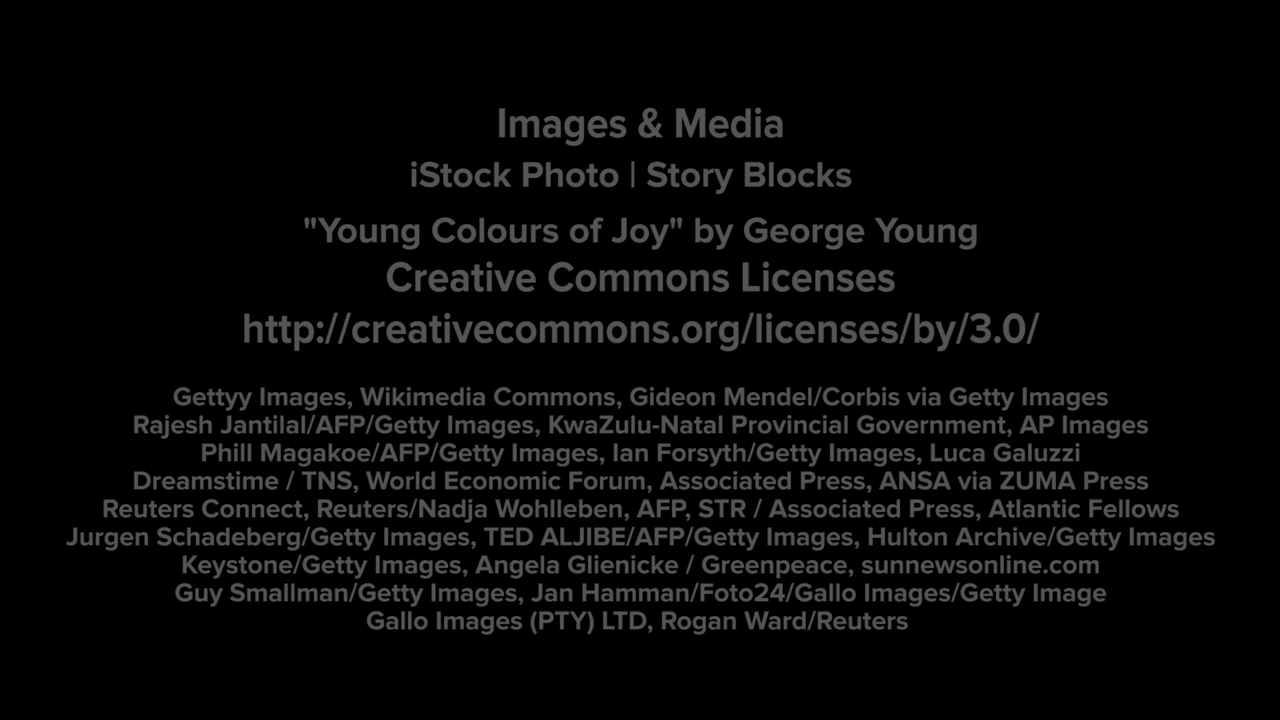 Images & Media
iStock Photo | Story Blocks
"Young Colours of Joy" by George Young
Creative Commons Licenses
http://creativecommons.org/licenses/by/3.0/
Gettyy Images, Wikimedia Commons, Gideon Mendel/Corbis via Getty Images
Rajesh Jantilal/AFP/Getty Images, KwaZulu-Natal Provincial Government, AP Images
Phill Magakoe/AFP/Getty Images, Ian Forsyth/Getty Images, Luca Galuzzi
Dreamstime / TNS, World Economic Forum, Associated Press, ANSA via ZUMA Press
Reuters Connect, Reuters/Nadja Wohlleben, AFP, STR / Associated Press, Atlantic Fellows
Jurgen Schadeberg/Getty Images, TED ALJIBE/AFP/Getty Images, Hulton Archive/Getty Images
Keystone/Getty Images, Angela Glienicke / Greenpeace, sunnewsonline.com
Guy Smallman/Getty Images, Jan Hamman/Foto24/Gallo Images/Getty Image
Gallo Images (PTY) LTD, Rogan Ward/Reuters